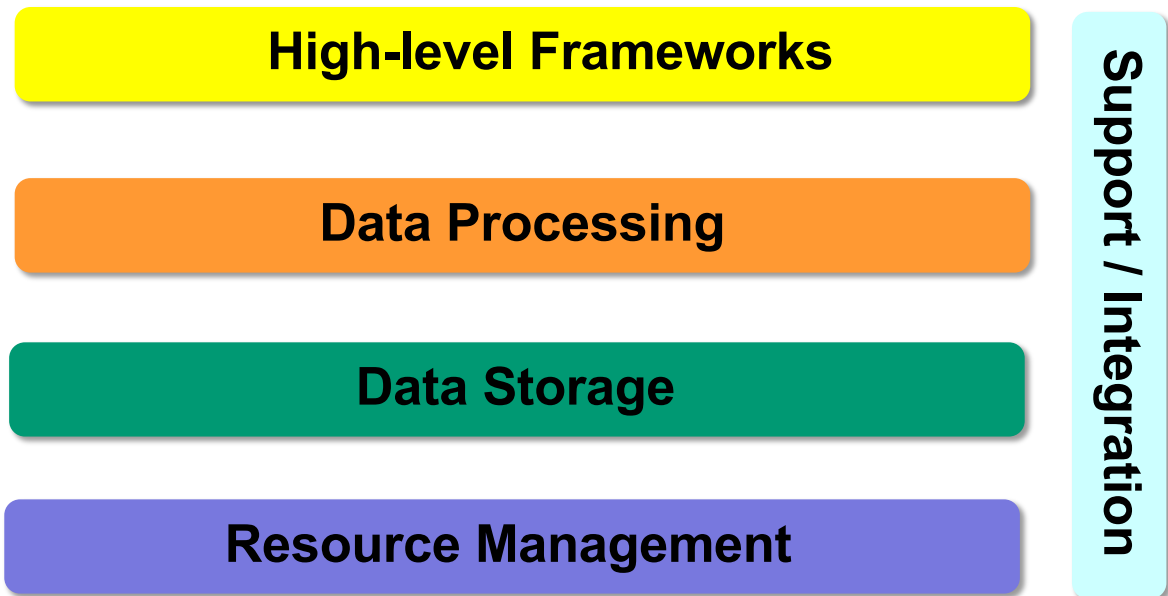 High-level Frameworks
Data Processing
Data Storage
Resource Management
Support / Integration